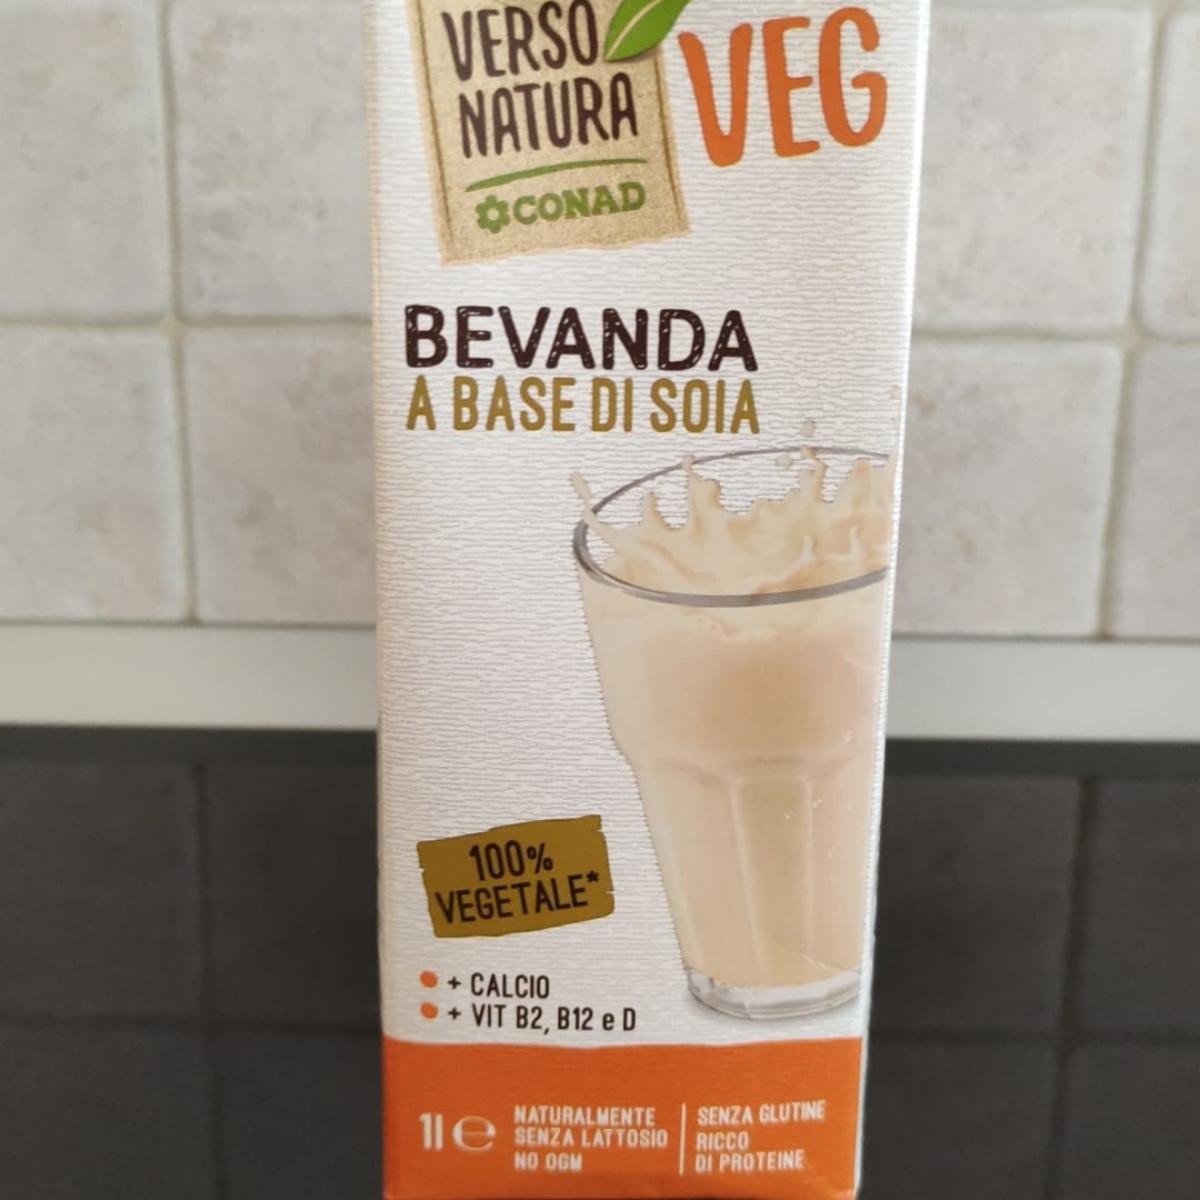 VERSO
NATURA
CONAD
VEG
BEVANDA
A BASE DI SOIA
100%
VEGETALE*
+ CALCIO
+ VIT B2, B12 e D
1l e
NATURALMENTE
SENZA LATTOSIO
NO OGM
SENZA GLUTINE
RICCO
DI PROTEINE